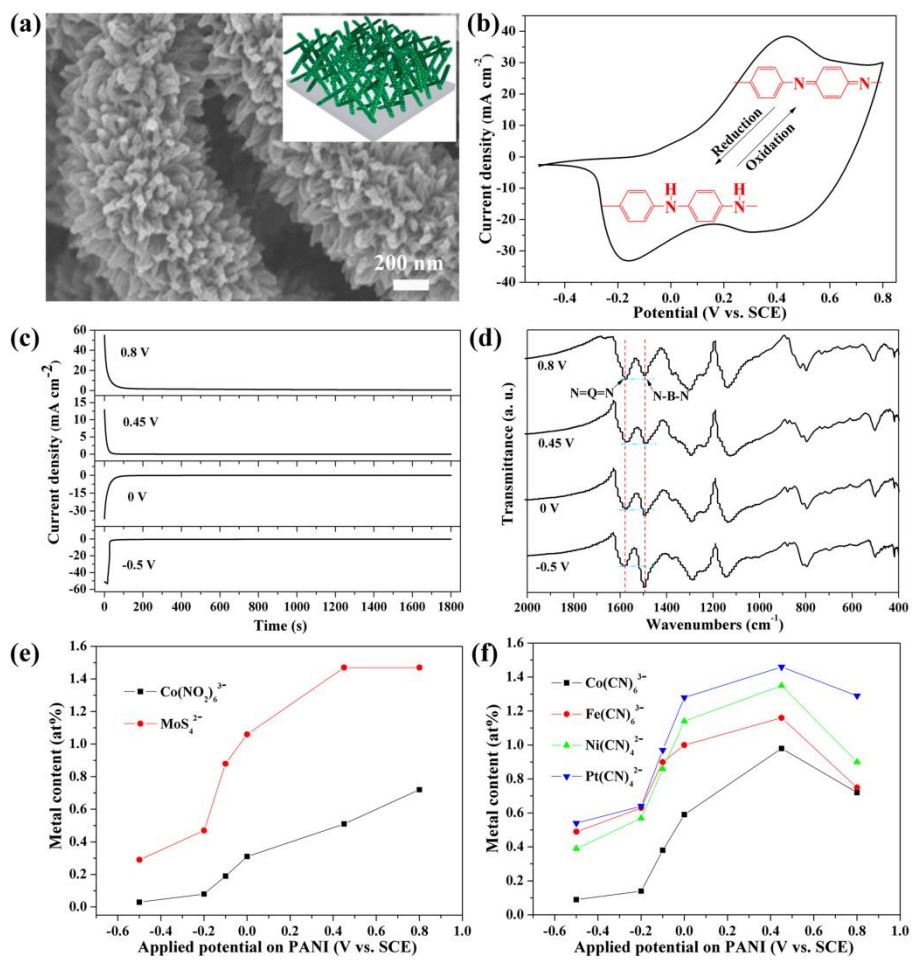 (a)
200 nm
(b)
Current density (mA cm⁻²)
40
30
20
10
0
-10
-20
-30
-40
N
N
Reduction
Oxidation
H
H
N
N
-0.4 -0.2 0.0 0.2 0.4 0.6 0.8
Potential (V vs. SCE)
(c)
Current density (mA cm⁻²)
60
40
20
0
0.8 V
15
10
5
0
0.45 V
0
-15
-30
0 V
0
-20
-40
-60
-0.5 V
0 200 400 600 800 1000 1200 1400 1600 1800
Time (s)
(d)
Transmittance (a. u.)
0.8 V
N=Q=N
N-B-N
0.45 V
0 V
-0.5 V
2000 1800 1600 1400 1200 1000 800 600 400
Wavenumbers (cm⁻¹)
(e)
Metal content (at%)
1.6
1.4
1.2
1.0
0.8
0.6
0.4
0.2
0.0
Co(NO₂)₆³⁻
MoS₄²⁻
-0.6 -0.4 -0.2 0.0 0.2 0.4 0.6 0.8 1.0
Applied potential on PANI (V vs. SCE)
(f)
Metal content (at%)
1.6
1.4
1.2
1.0
0.8
0.6
0.4
0.2
0.0
Co(CN)₆³⁻
Fe(CN)₆³⁻
Ni(CN)₄²⁻
Pt(CN)₄²⁻
-0.6 -0.4 -0.2 0.0 0.2 0.4 0.6 0.8 1.0
Applied potential on PANI (V vs. SCE)